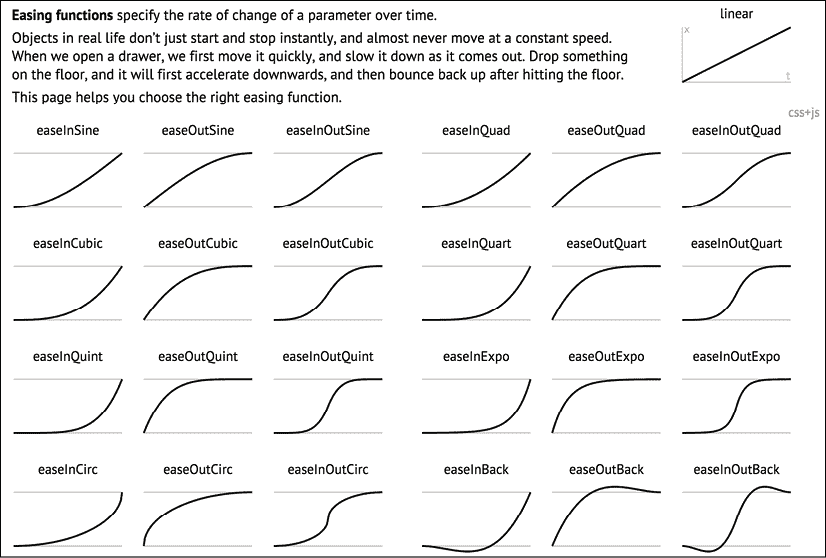 Easing functions specify the rate of change of a parameter over time.
Objects in real life don't just start and stop instantly, and almost never move at a constant speed.
When we open a drawer, we first move it quickly, and slow it down as it comes out. Drop something
on the floor, and it will first accelerate downwards, and then bounce back up after hitting the floor.
This page helps you choose the right easing function.
linear
x
t
css+js
easeInSine easeOutSine easeInOutSine easeInQuad easeOutQuad easeInOutQuad
easeInCubic easeOutCubic easeInOutCubic easeInQuart easeOutQuart easeInOutQuart
easeInQuint easeOutQuint easeInOutQuint easeInExpo easeOutExpo easeInOutExpo
easeInCirc easeOutCirc easeInOutCirc easeInBack easeOutBack easeInOutBack